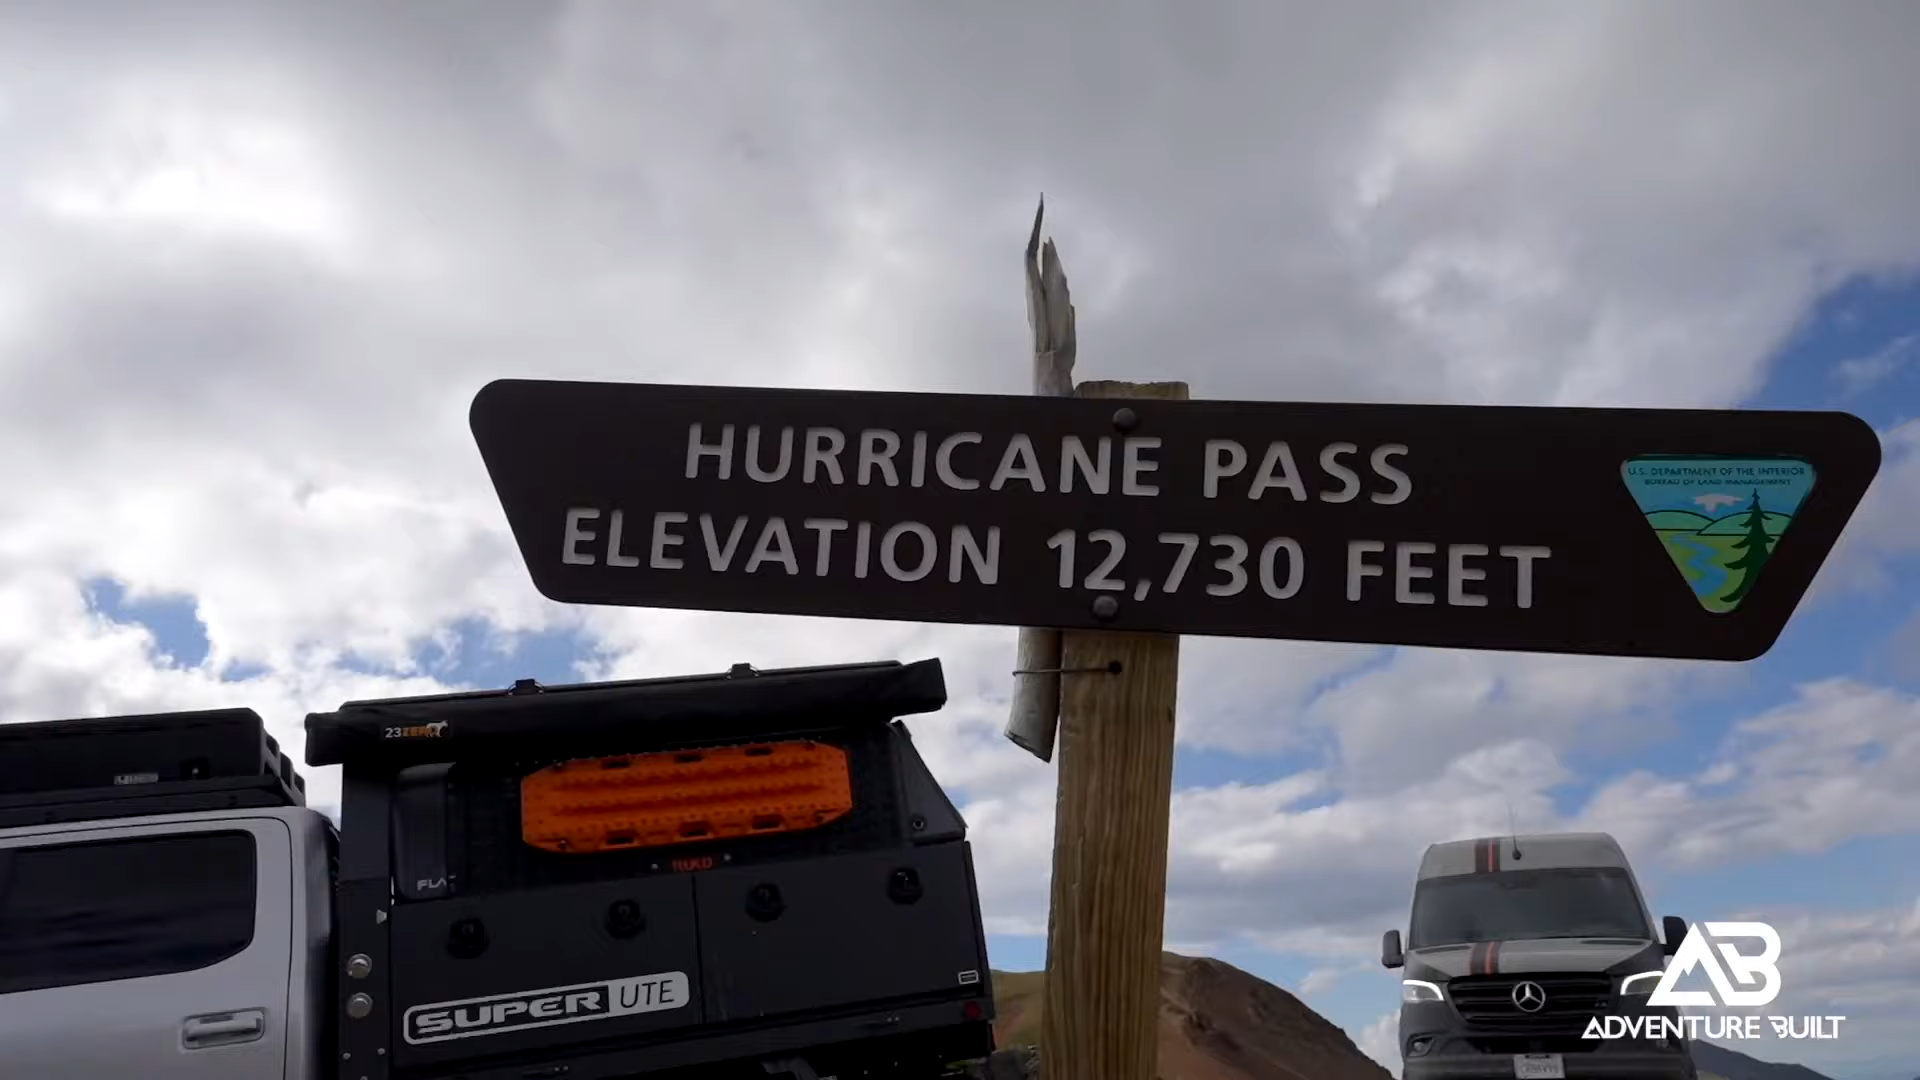 HURRICANE PASS
ELEVATION 12,730 FEET
U.S. DEPARTMENT OF THE INTERIOR
BUREAU OF LAND MANAGEMENT
23ZERO
SUPER UTE
AB
ADVENTURE BUILT